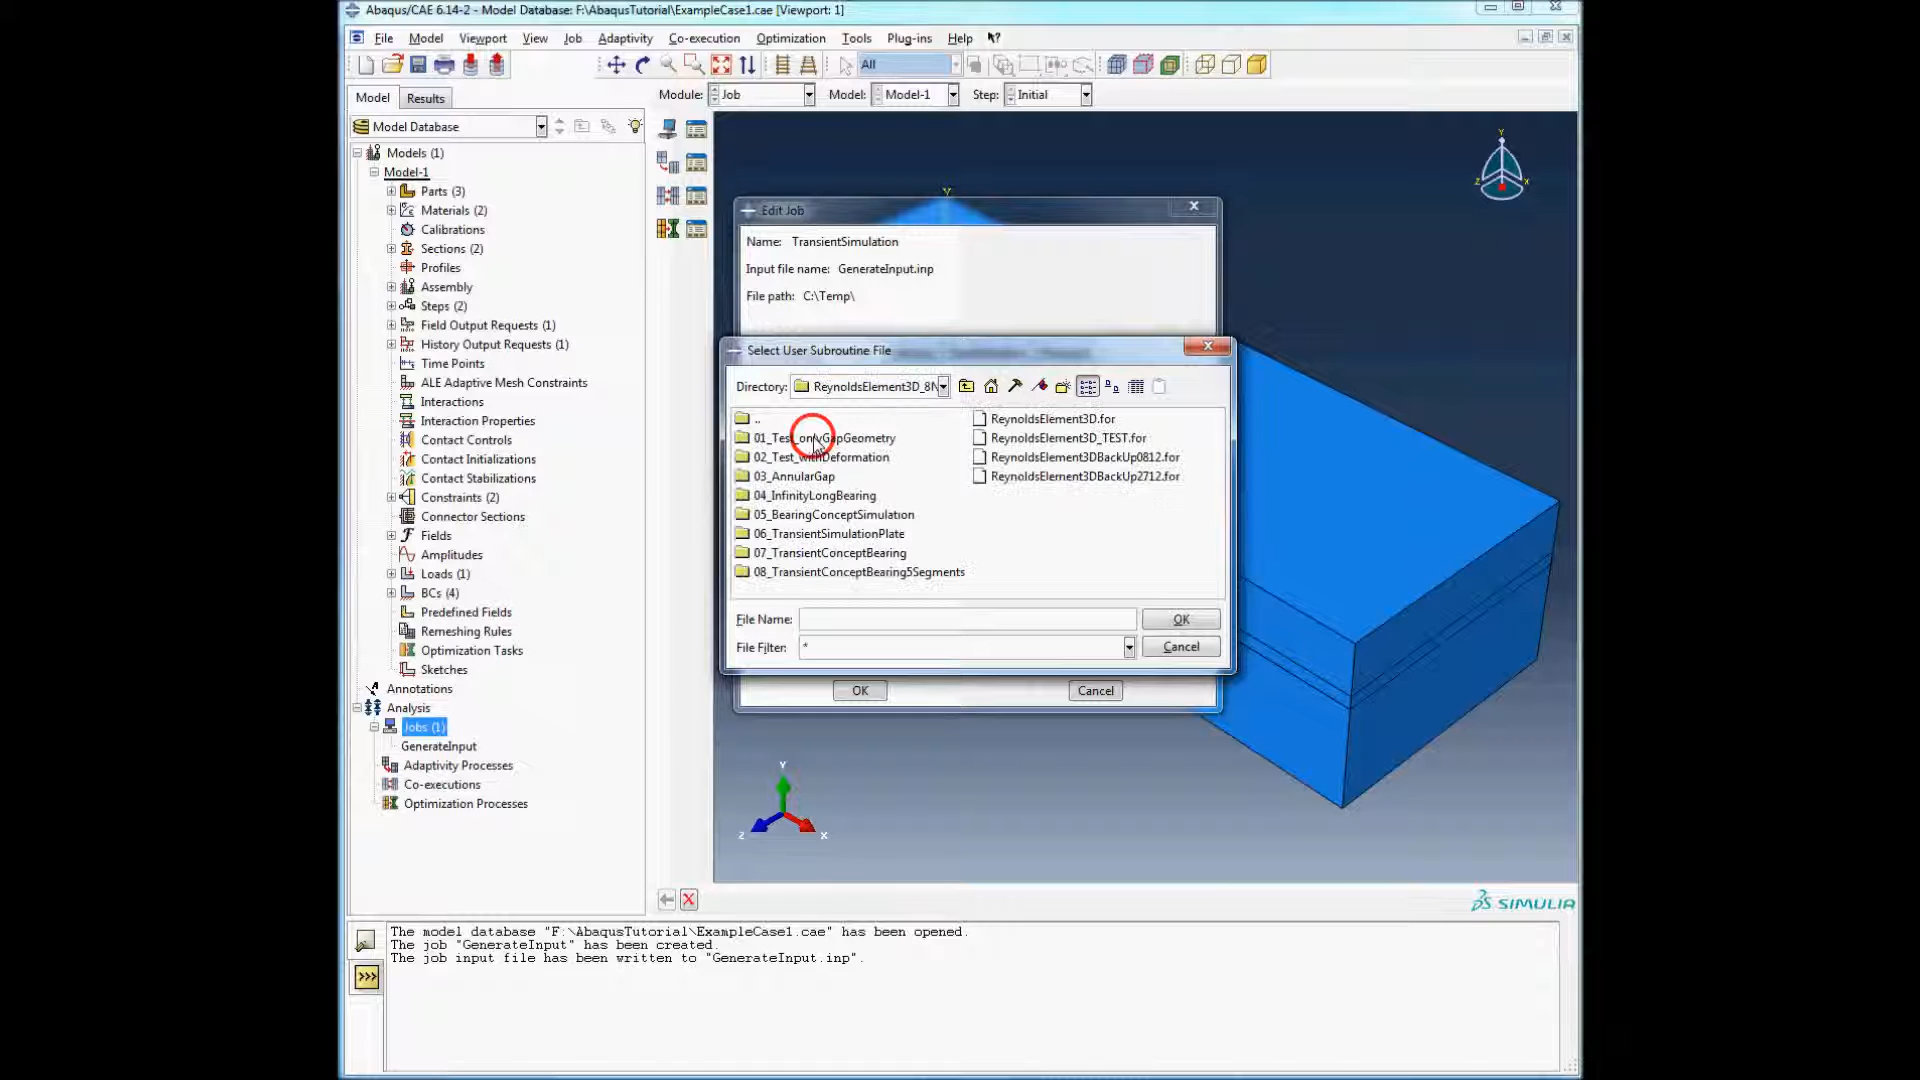 Abaqus/CAE 6.14-2 - Model Database: F:\AbaqusTutorial\ExampleCase1.cae [Viewport: 1]
File Model Viewport View Job Adaptivity Co-execution Optimization Tools Plug-ins Help
All
Model Results
Module: Job Model: Model-1 Step: Initial
Model Database
Models (1)
Model-1
Parts (3)
Materials (2)
Calibrations
Sections (2)
Profiles
Assembly
Steps (2)
Field Output Requests (1)
History Output Requests (1)
Time Points
ALE Adaptive Mesh Constraints
Interactions
Interaction Properties
Contact Controls
Contact Initializations
Contact Stabilizations
Constraints (2)
Connector Sections
Fields
Amplitudes
Loads (1)
BCs (4)
Predefined Fields
Remeshing Rules
Optimization Tasks
Sketches
Annotations
Analysis
Jobs (1)
GenerateInput
Adaptivity Processes
Co-executions
Optimization Processes
Y
Z
X
Y
Edit Job
Name: TransientSimulation
Input file name: GenerateInput.inp
File path: C:\Temp\
Select User Subroutine File
Directory: ReynoldsElement3D_8N
..
01_Test_onlyGapGeometry
02_Test_withDeformation
03_AnnularGap
04_InfinityLongBearing
05_BearingConceptSimulation
06_TransientSimulationPlate
07_TransientConceptBearing
08_TransientConceptBearing5Segments
ReynoldsElement3D.for
ReynoldsElement3D_TEST.for
ReynoldsElement3DBackUp0812.for
ReynoldsElement3DBackUp2712.for
File Name:
OK
File Filter: *
Cancel
OK Cancel
Y
Z
X
SIMULIA
The model database "F:\AbaqusTutorial\ExampleCase1.cae" has been opened.
The job "GenerateInput" has been created.
The job input file has been written to "GenerateInput.inp".
>>>